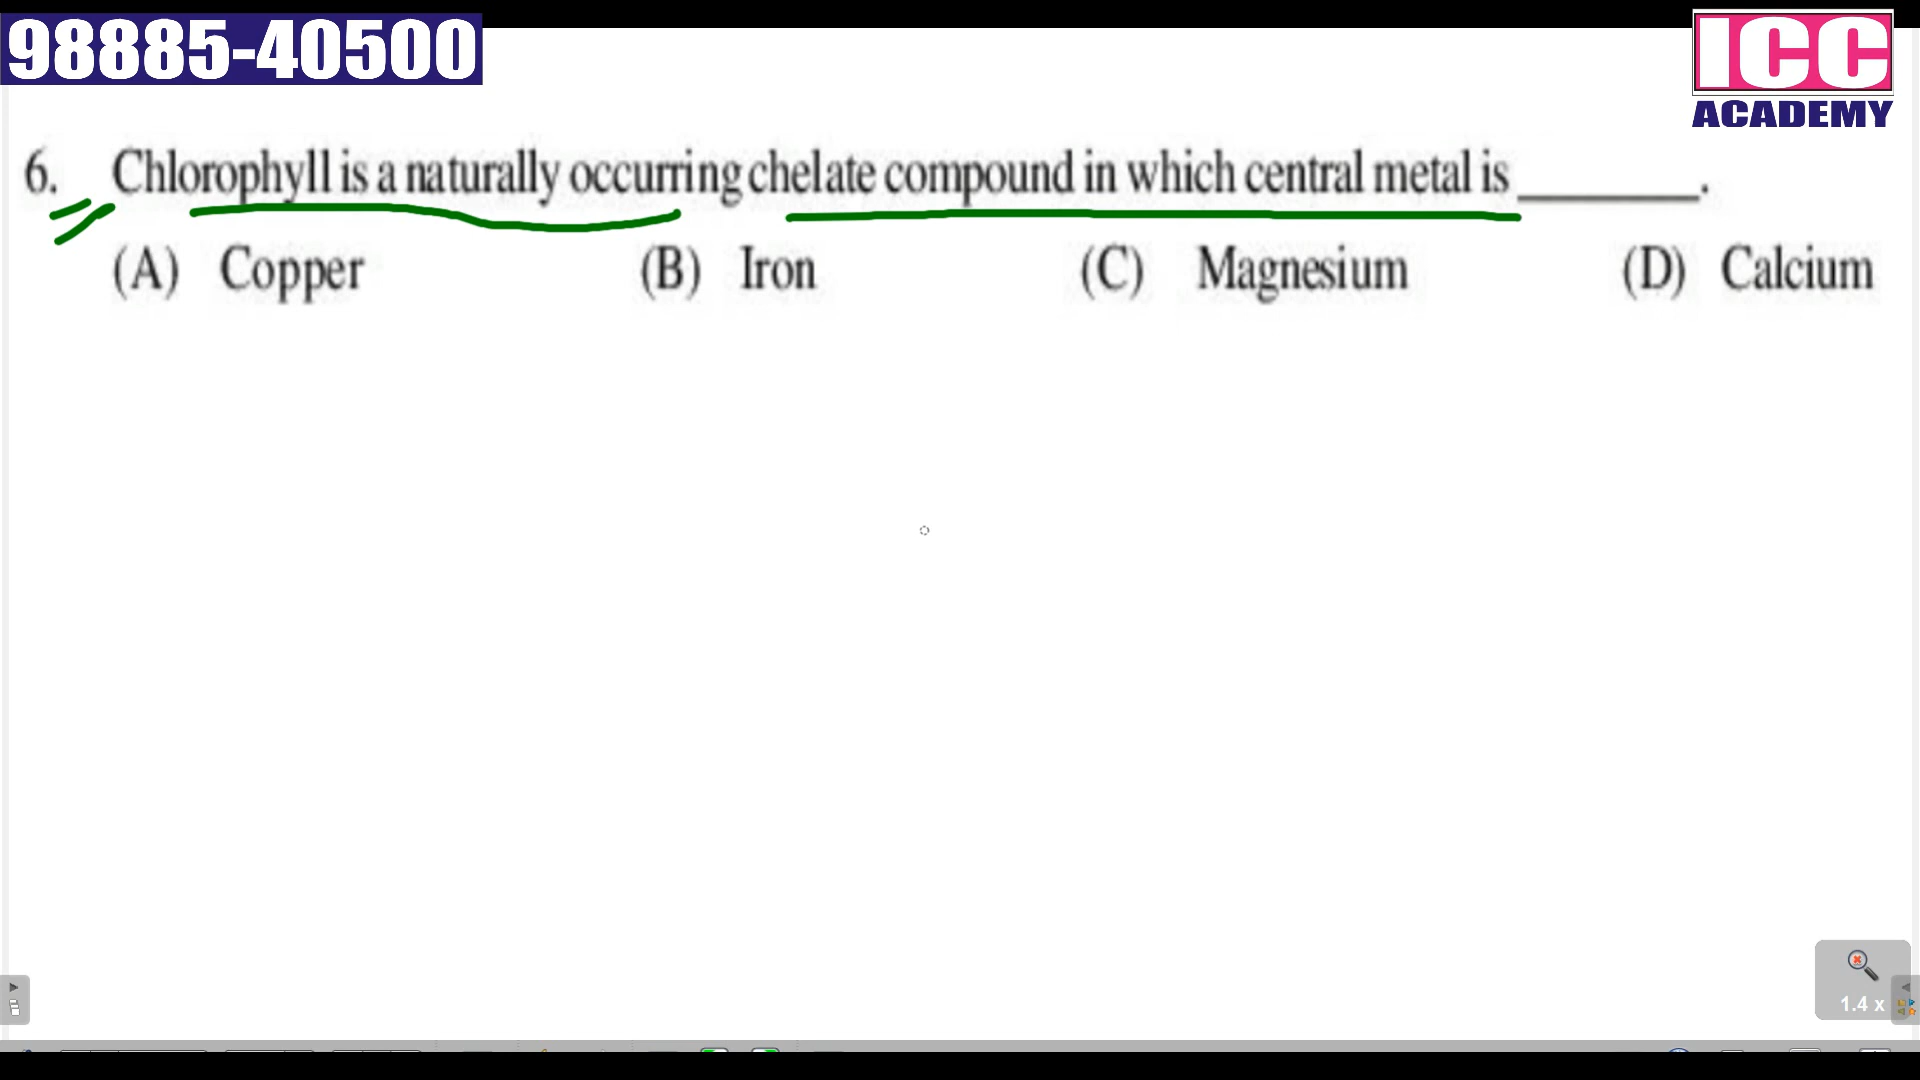 98885-40500
ICC
ACADEMY
6. Chlorophyll is a naturally occurring chelate compound in which central metal is ________.
(A) Copper (B) Iron (C) Magnesium (D) Calcium
1.4 x